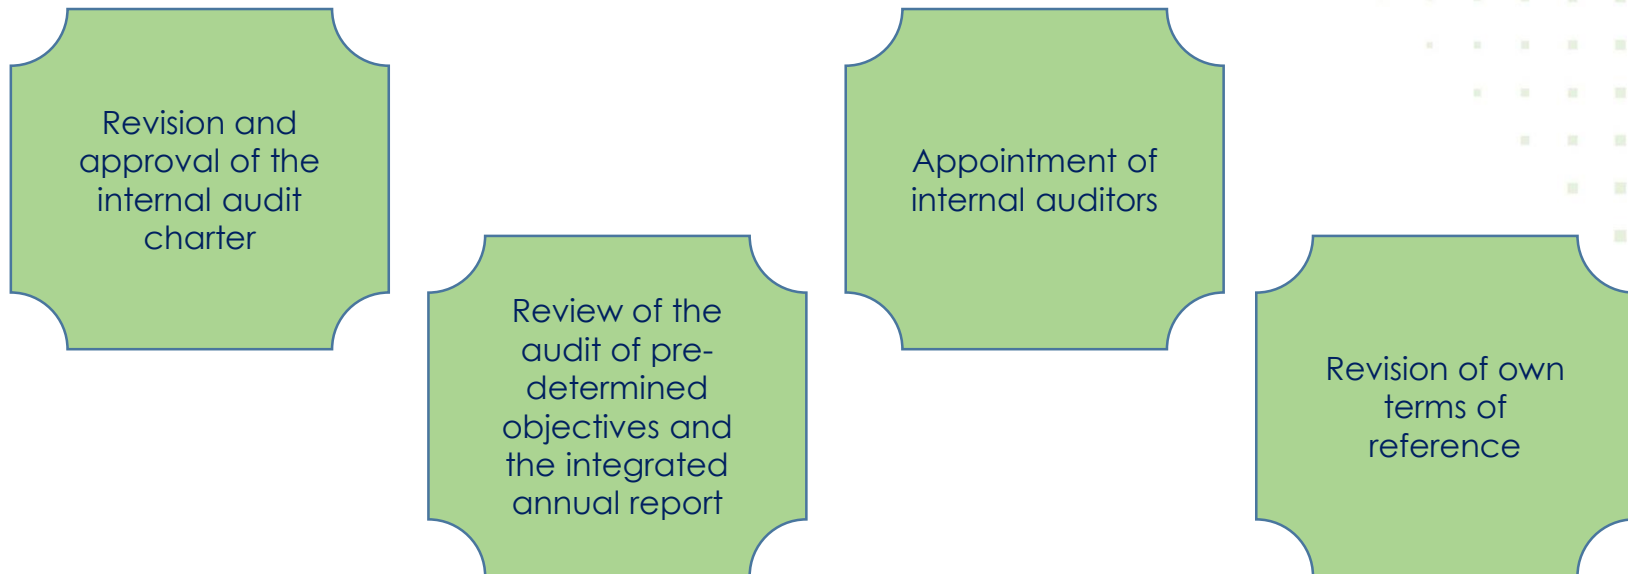 Revision and
approval of the
internal audit
charter
Review of the
audit of pre-
determined
objectives and
the integrated
annual report
Appointment of
internal auditors
Revision of own
terms of
reference